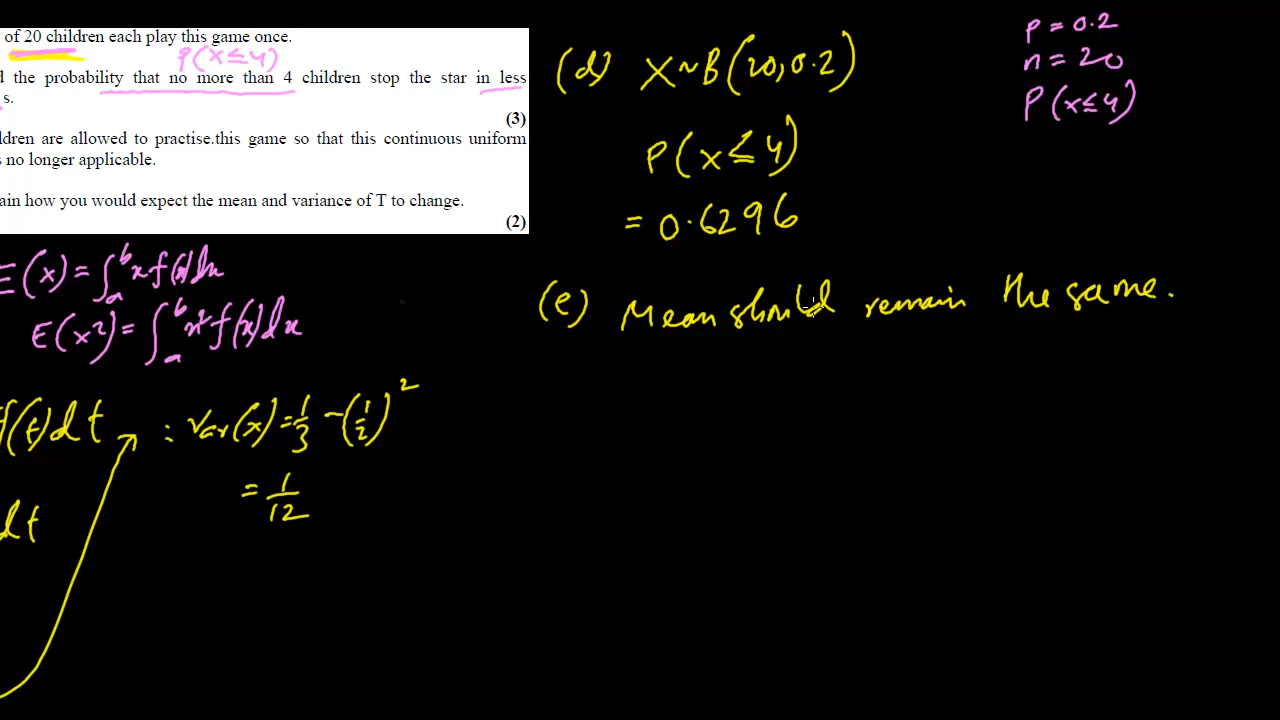 of 20 children each play this game once.
P(x≤4)
d the probability that no more than 4 children stop the star in less
s.
(3)
ldren are allowed to practise.this game so that this continuous uniform
s no longer applicable.
ain how you would expect the mean and variance of T to change.
(2)
E(x) = ∫ₐᵇ x f(x) dx
E(x²) = ∫ₐᵇ x² f(x) dx
f(t) dt : Var(x) = 1/3 - (1/2)²
= 1/12
dt
(d) X~B(20, 0.2)
P(x≤4)
= 0.6296
(e) Mean should remain the same.
p = 0.2
n = 20
P(x≤4)